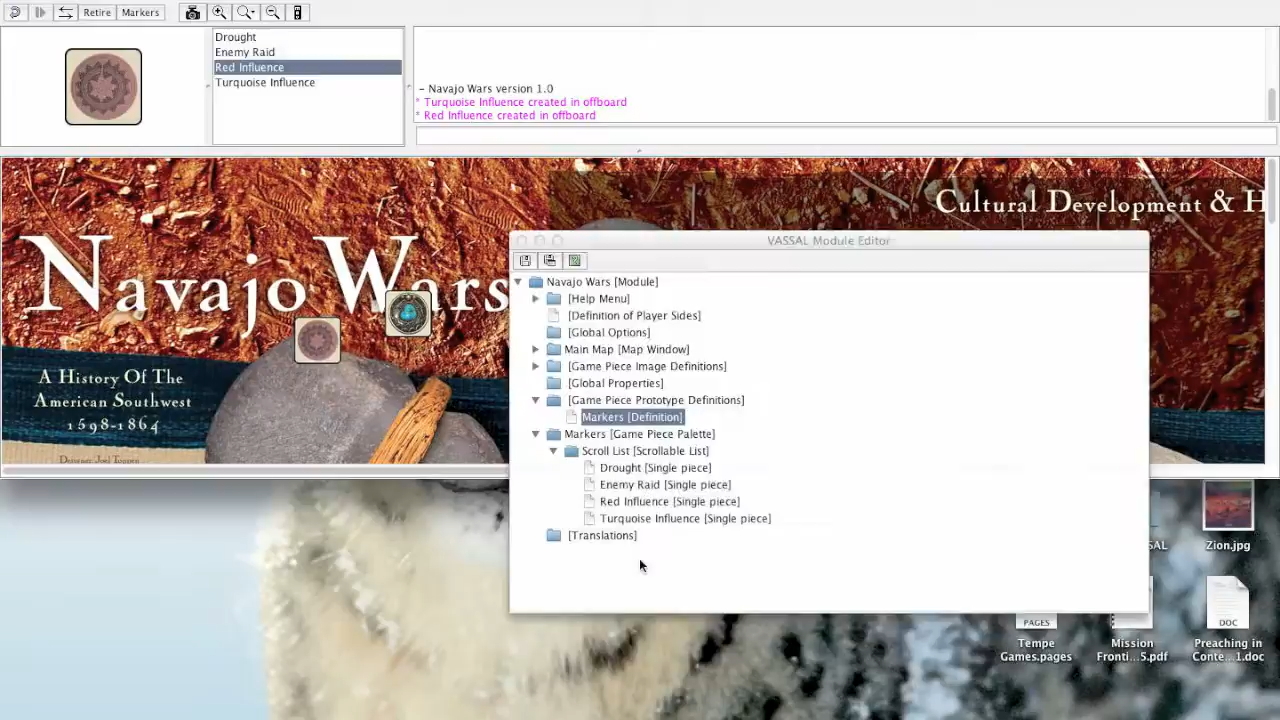 Retire
Markers
Drought
Enemy Raid
Red Influence
Turquoise Influence
- Navajo Wars version 1.0
* Turquoise Influence created in offboard
* Red Influence created in offboard
Cultural Development & H
Navajo Wars
A History Of The
American Southwest
1598-1864
Designer: Joel Toppen
VASSAL Module Editor
Navajo Wars [Module]
[Help Menu]
[Definition of Player Sides]
[Global Options]
Main Map [Map Window]
[Game Piece Image Definitions]
[Global Properties]
[Game Piece Prototype Definitions]
Markers [Definition]
Markers [Game Piece Palette]
Scroll List [Scrollable List]
Drought [Single piece]
Enemy Raid [Single piece]
Red Influence [Single piece]
Turquoise Influence [Single piece]
[Translations]
SAL
Zion.jpg
PAGES
DOC
Tempe
Games.pages
Mission
Fronti...5.pdf
Preaching in
Conte...1.doc